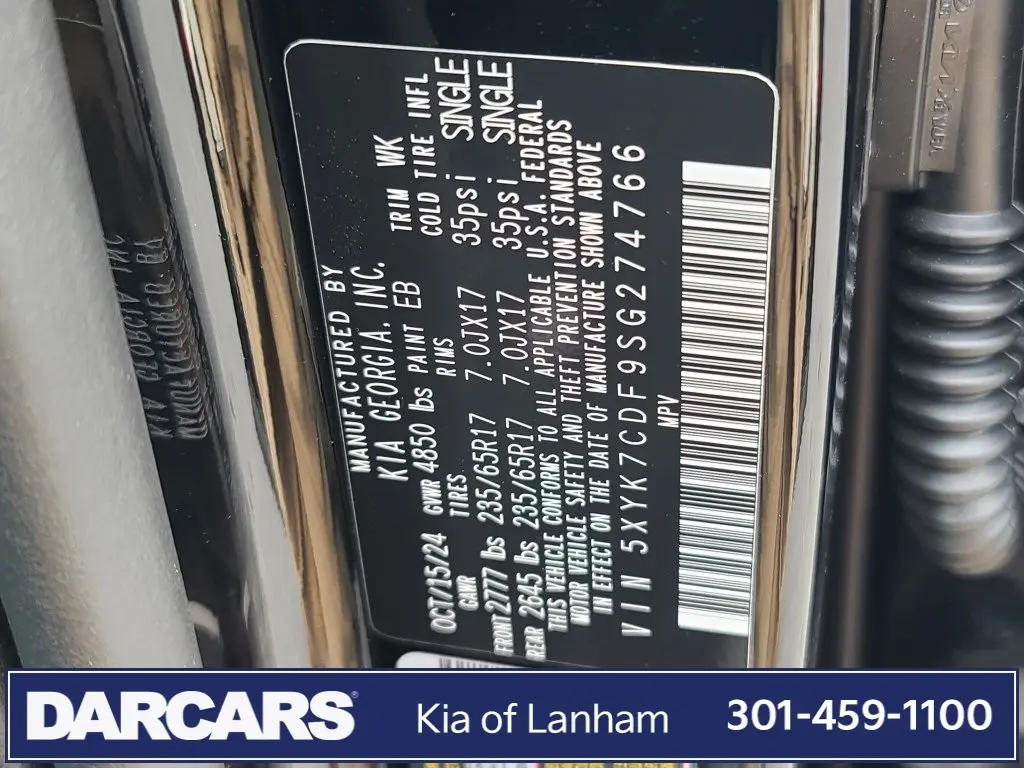 MANUFACTURED BY
KIA GEORGIA, INC.
OCT/15/24 GVWR 4850 lbs PAINT EB TRIM WK
GAWR TIRES RIMS COLD TIRE INFL
FRONT 2777 lbs 235/65R17 7.0JX17 35psi SINGLE
REAR 2645 lbs 235/65R17 7.0JX17 35psi SINGLE
THIS VEHICLE CONFORMS TO ALL APPLICABLE U.S.A. FEDERAL
MOTOR VEHICLE SAFETY AND THEFT PREVENTION STANDARDS
IN EFFECT ON THE DATE OF MANUFACTURE SHOWN ABOVE
VIN 5XYK7CDF9SG274766
MPV
DARCARS®
Kia of Lanham
301-459-1100